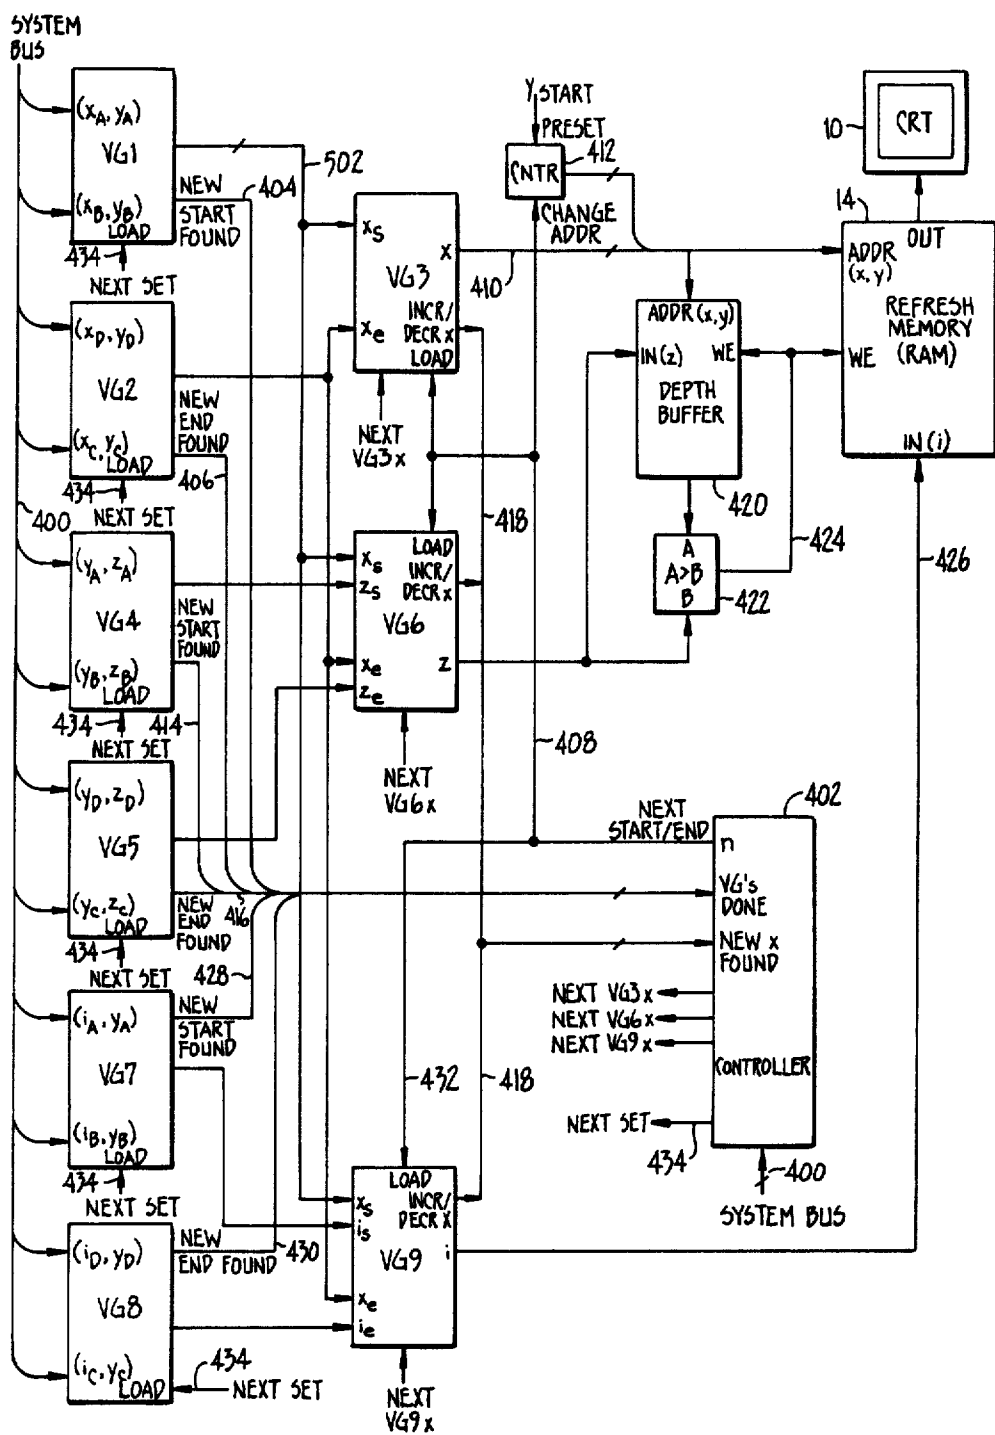 SYSTEM
BUS
(xA, yA)
VG1
(xB, yB)
LOAD
434
NEXT SET
NEW
START
FOUND
404
502
(xD, yD)
VG2
(xC, yC)
LOAD
434
NEXT SET
NEW
END
FOUND
406
400
(yA, zA)
VG4
(yB, zB)
LOAD
434
NEXT SET
NEW
START
FOUND
414
(yD, zD)
VG5
(yC, zC)
LOAD
434
NEXT SET
NEW
END
FOUND
416
428
(iA, yA)
VG7
(iB, yB)
LOAD
434
NEXT SET
NEW
START
FOUND
(iD, yD)
VG8
(iC, yC)
LOAD
434
NEXT SET
NEW
END FOUND
430
xS
x
VG3
xe
INCR/
DECR x
LOAD
NEXT
VG3x
410
418
xS
zS
LOAD
INCR/
DECR x
VG6
xe
ze
z
NEXT
VG6x
408
432
418
LOAD
xS
iS
INCR/
DECR x
VG9
i
xe
ie
NEXT
VG9x
Y START
PRESET
CNTR
412
CHANGE
ADDR
ADDR (x,y)
IN(z)
WE
DEPTH
BUFFER
420
A
A>B
B
422
424
426
10
CRT
14
OUT
ADDR
(x, y)
REFRESH
MEMORY
(RAM)
WE
IN (i)
402
NEXT
START/END
n
VG's
DONE
NEW x
FOUND
NEXT VG3x
NEXT VG6x
NEXT VG9x
CONTROLLER
NEXT SET
434
400
SYSTEM BUS